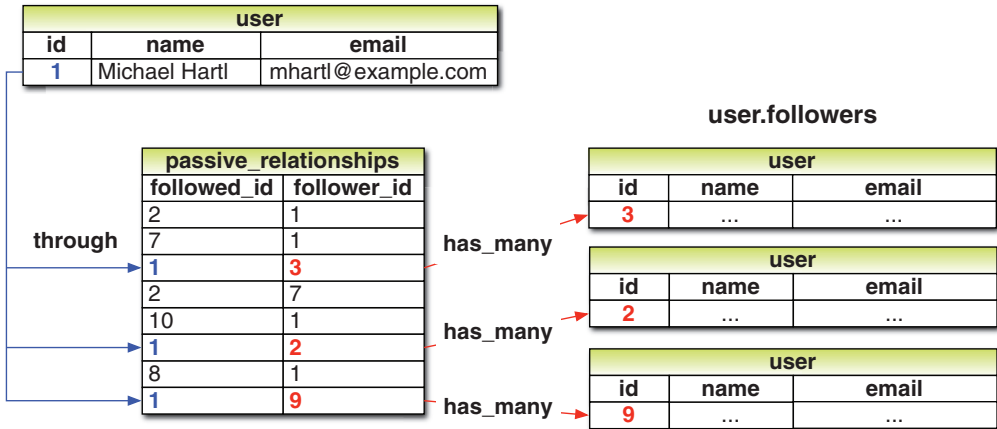 user
id name email
1 Michael Hartl mhartl@example.com
user.followers
passive_relationships
followed_id follower_id
2 1
7 1
1 3
2 7
10 1
1 2
8 1
1 9
through
has_many
has_many
has_many
user
id name email
3 ... ...
user
id name email
2 ... ...
user
id name email
9 ... ...